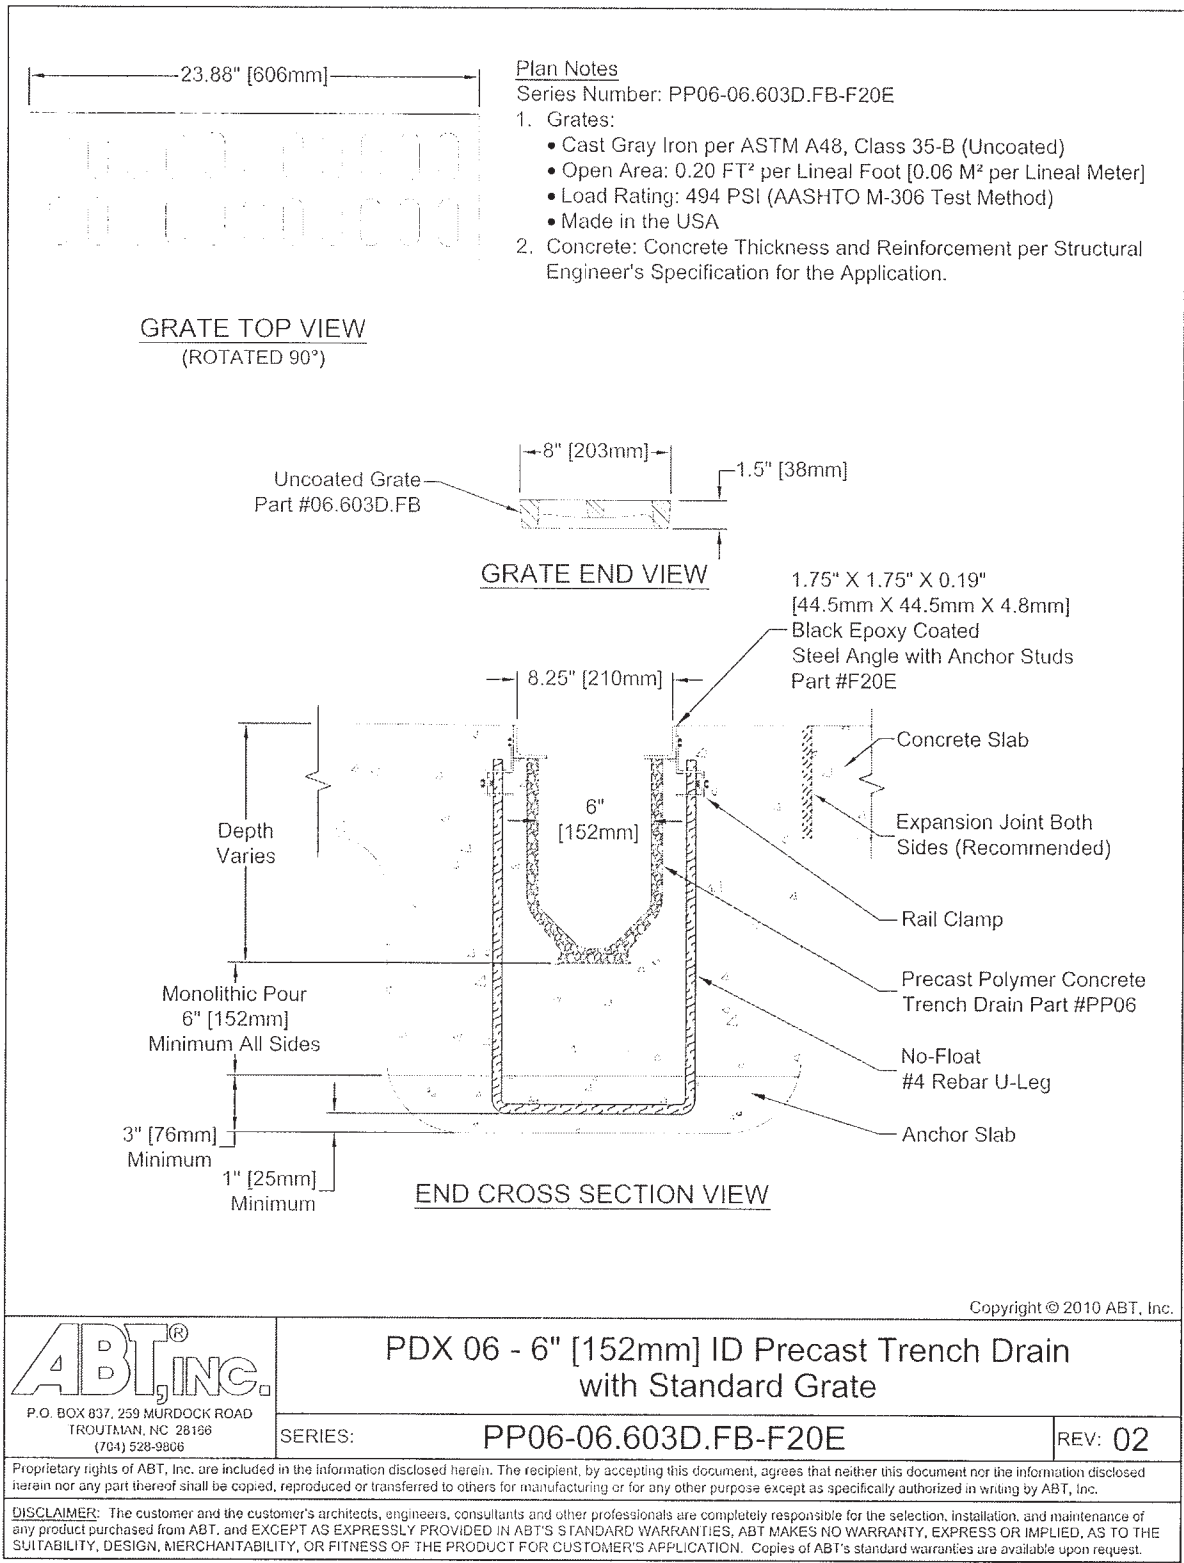 23.88" [606mm]
Plan Notes
Series Number: PP06-06.603D.FB-F20E
1. Grates:
• Cast Gray Iron per ASTM A48, Class 35-B (Uncoated)
• Open Area: 0.20 FT² per Lineal Foot [0.06 M² per Lineal Meter]
• Load Rating: 494 PSI (AASHTO M-306 Test Method)
• Made in the USA
2. Concrete: Concrete Thickness and Reinforcement per Structural
Engineer's Specification for the Application.
GRATE TOP VIEW
(ROTATED 90°)
8" [203mm]
1.5" [38mm]
Uncoated Grate
Part #06.603D.FB
GRATE END VIEW
1.75" X 1.75" X 0.19"
[44.5mm X 44.5mm X 4.8mm]
Black Epoxy Coated
Steel Angle with Anchor Studs
Part #F20E
8.25" [210mm]
Concrete Slab
6"
[152mm]
Expansion Joint Both
Sides (Recommended)
Depth
Varies
Rail Clamp
Precast Polymer Concrete
Trench Drain Part #PP06
Monolithic Pour
6" [152mm]
Minimum All Sides
No-Float
#4 Rebar U-Leg
Anchor Slab
3" [76mm]
Minimum
1" [25mm]
Minimum
END CROSS SECTION VIEW
Copyright © 2010 ABT, Inc.
ABT, INC.®
P.O. BOX 837, 259 MURDOCK ROAD
TROUTMAN, NC 28166
(704) 528-9806
PDX 06 - 6" [152mm] ID Precast Trench Drain
with Standard Grate
SERIES: PP06-06.603D.FB-F20E REV: 02
Proprietary rights of ABT, Inc. are included in the information disclosed herein. The recipient, by accepting this document, agrees that neither this document nor the information disclosed
herein nor any part thereof shall be copied, reproduced or transferred to others for manufacturing or for any other purpose except as specifically authorized in writing by ABT, Inc.
DISCLAIMER: The customer and the customer's architects, engineers, consultants and other professionals are completely responsible for the selection, installation, and maintenance of
any product purchased from ABT, and EXCEPT AS EXPRESSLY PROVIDED IN ABT'S STANDARD WARRANTIES, ABT MAKES NO WARRANTY, EXPRESS OR IMPLIED, AS TO THE
SUITABILITY, DESIGN, MERCHANTABILITY, OR FITNESS OF THE PRODUCT FOR CUSTOMER'S APPLICATION. Copies of ABT's standard warranties are available upon request.